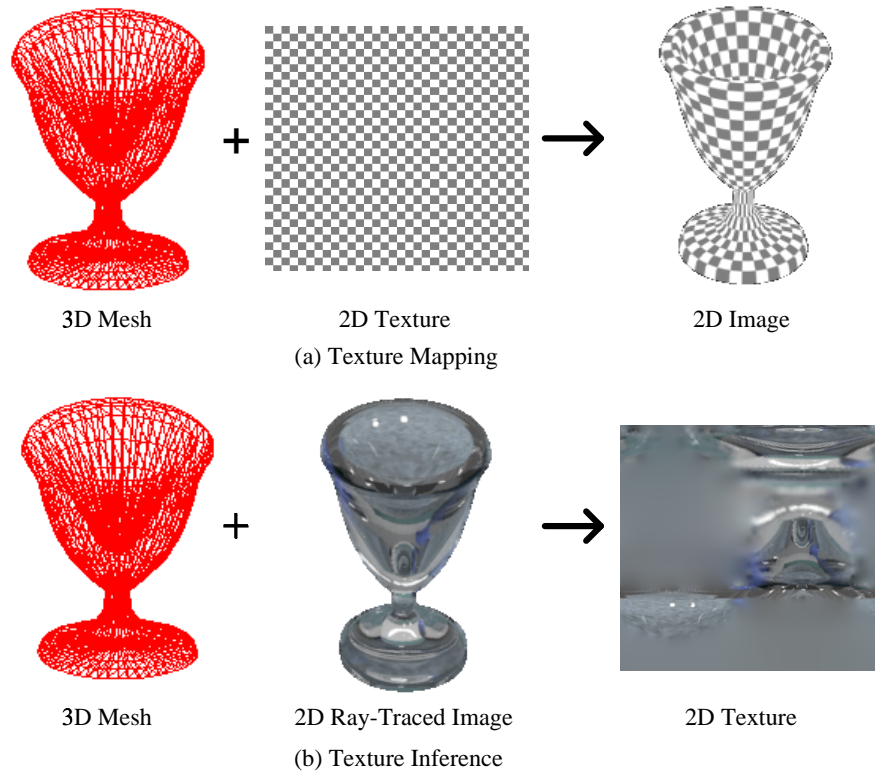 3D Mesh
2D Texture
2D Image
(a) Texture Mapping
3D Mesh
2D Ray-Traced Image
2D Texture
(b) Texture Inference